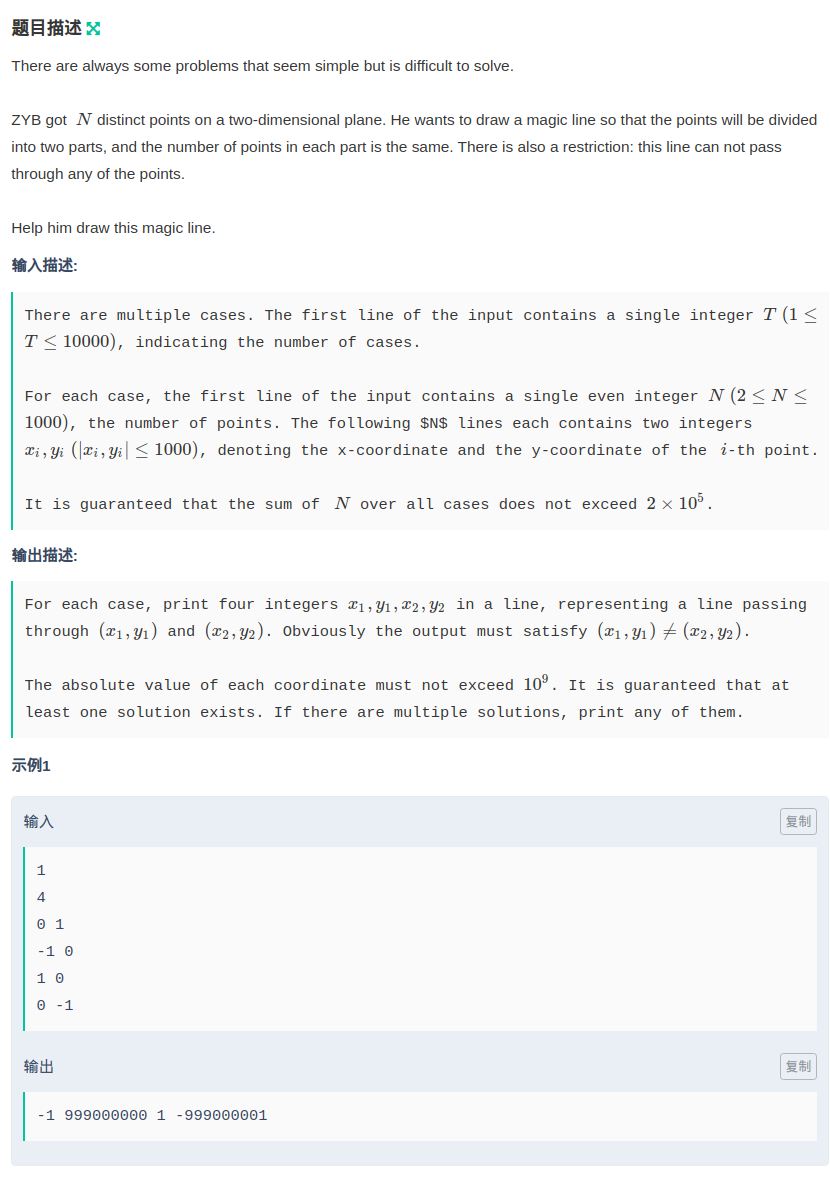 题目描述
There are always some problems that seem simple but is difficult to solve.
ZYB got N distinct points on a two-dimensional plane. He wants to draw a magic line so that the points will be divided
into two parts, and the number of points in each part is the same. There is also a restriction: this line can not pass
through any of the points.
Help him draw this magic line.
输入描述:
There are multiple cases. The first line of the input contains a single integer T (1 ≤
T ≤ 10000), indicating the number of cases.
For each case, the first line of the input contains a single even integer N (2 ≤ N ≤
1000), the number of points. The following $N$ lines each contains two integers
x_i, y_i (|x_i, y_i| ≤ 1000), denoting the x-coordinate and the y-coordinate of the i-th point.
It is guaranteed that the sum of N over all cases does not exceed 2 × 10^5.
输出描述:
For each case, print four integers x_1, y_1, x_2, y_2 in a line, representing a line passing
through (x_1, y_1) and (x_2, y_2). Obviously the output must satisfy (x_1, y_1) ≠ (x_2, y_2).
The absolute value of each coordinate must not exceed 10^9. It is guaranteed that at
least one solution exists. If there are multiple solutions, print any of them.
示例1
输入
复制
1
4
0 1
-1 0
1 0
0 -1
输出
复制
-1 999000000 1 -999000001